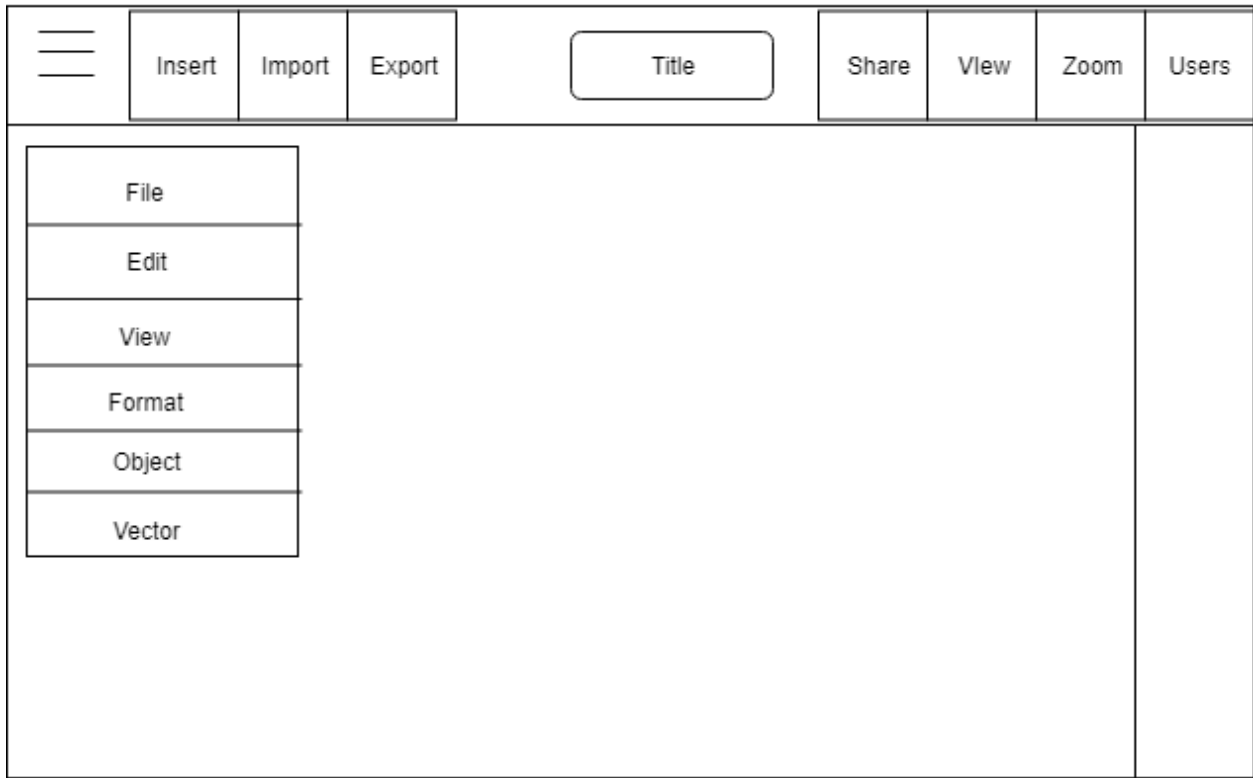 Insert Import Export Title Share VIew Zoom Users
File
Edit
View
Format
Object
Vector